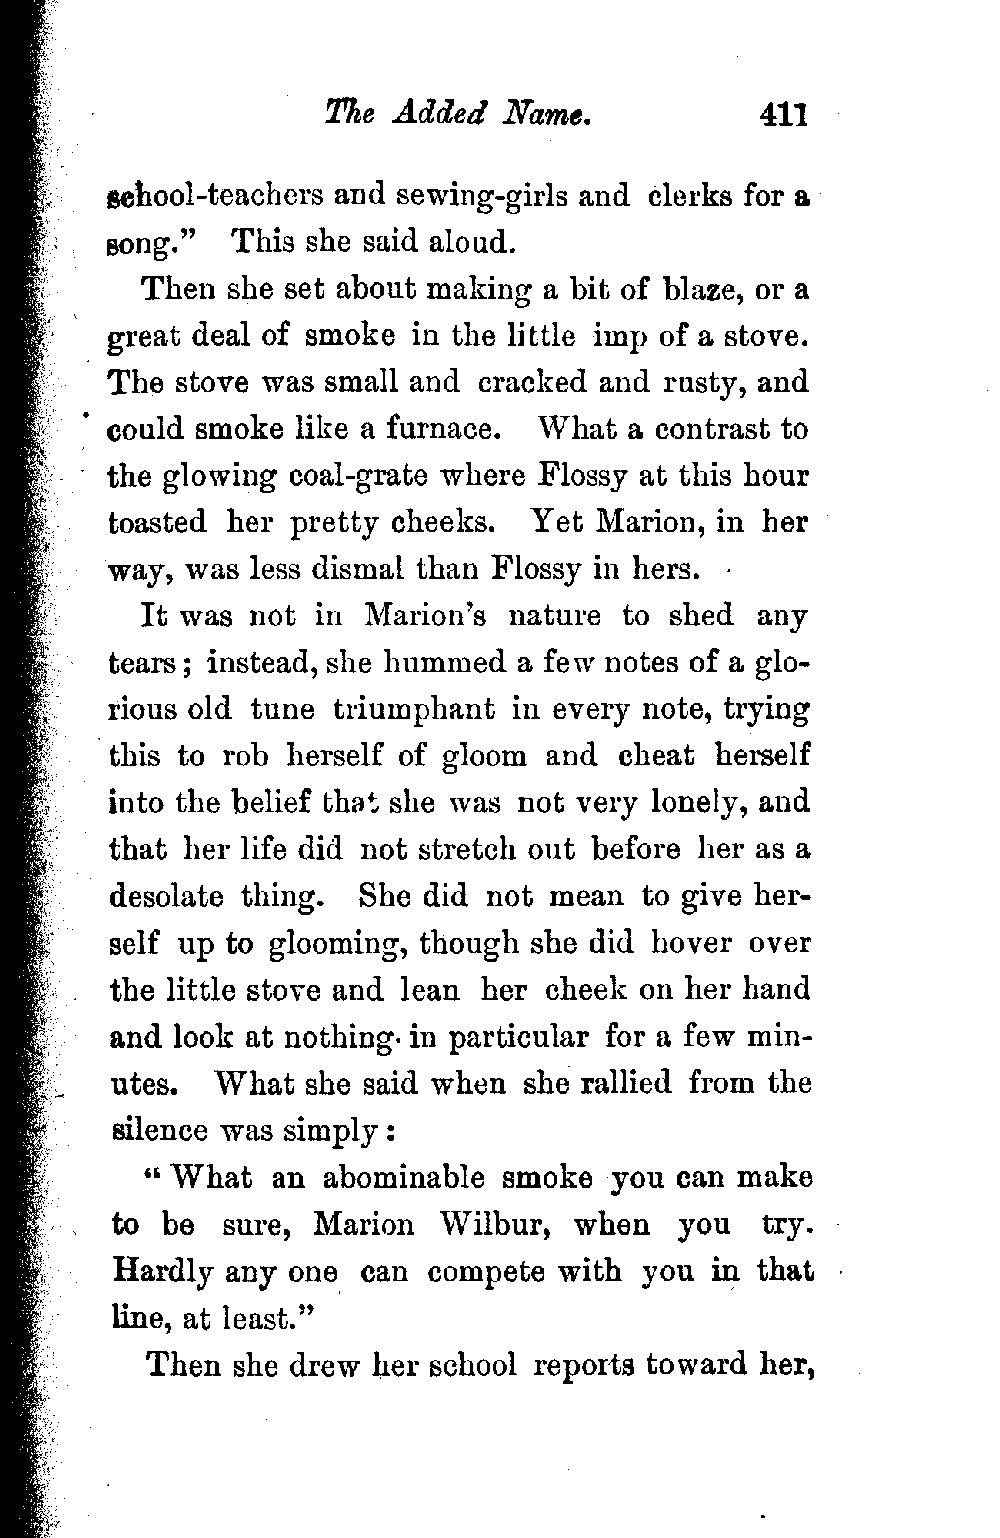 The Added Name. 411
school-teachers and sewing-girls and clerks for a
song.” This she said aloud.
Then she set about making a bit of blaze, or a
great deal of smoke in the little imp of a stove.
The stove was small and cracked and rusty, and
could smoke like a furnace. What a contrast to
the glowing coal-grate where Flossy at this hour
toasted her pretty cheeks. Yet Marion, in her
way, was less dismal than Flossy in hers.
It was not in Marion’s nature to shed any
tears; instead, she hummed a few notes of a glo-
rious old tune triumphant in every note, trying
this to rob herself of gloom and cheat herself
into the belief that she was not very lonely, and
that her life did not stretch out before her as a
desolate thing. She did not mean to give her-
self up to glooming, though she did hover over
the little stove and lean her cheek on her hand
and look at nothing in particular for a few min-
utes. What she said when she rallied from the
silence was simply:
“What an abominable smoke you can make
to be sure, Marion Wilbur, when you try.
Hardly any one can compete with you in that
line, at least.”
Then she drew her school reports toward her,